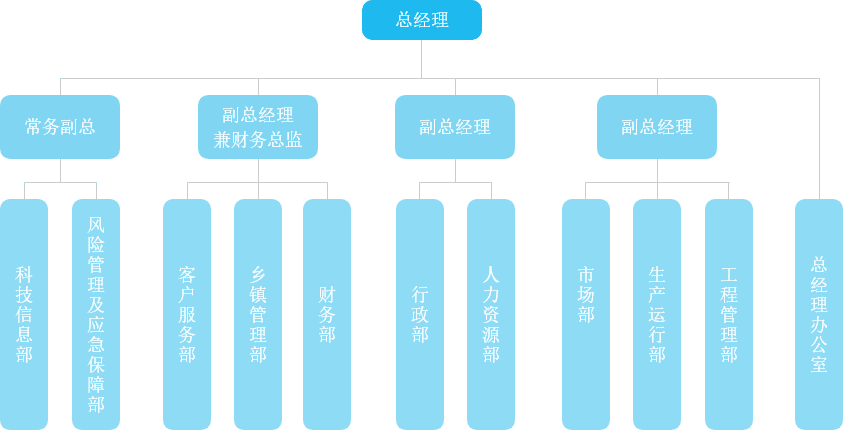 总经理
常务副总
副总经理
兼财务总监
副总经理
副总经理
科技信息部
风险管理及应急保障部
客户服务部
乡镇管理部
财务部
行政部
人力资源部
市场部
生产运行部
工程管理部
总经理办公室